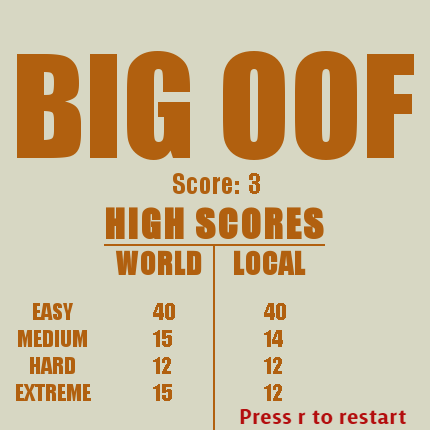 BIG OOF
Score: 3
HIGH SCORES
WORLD LOCAL
EASY 40 40
MEDIUM 15 14
HARD 12 12
EXTREME 15 12
Press r to restart